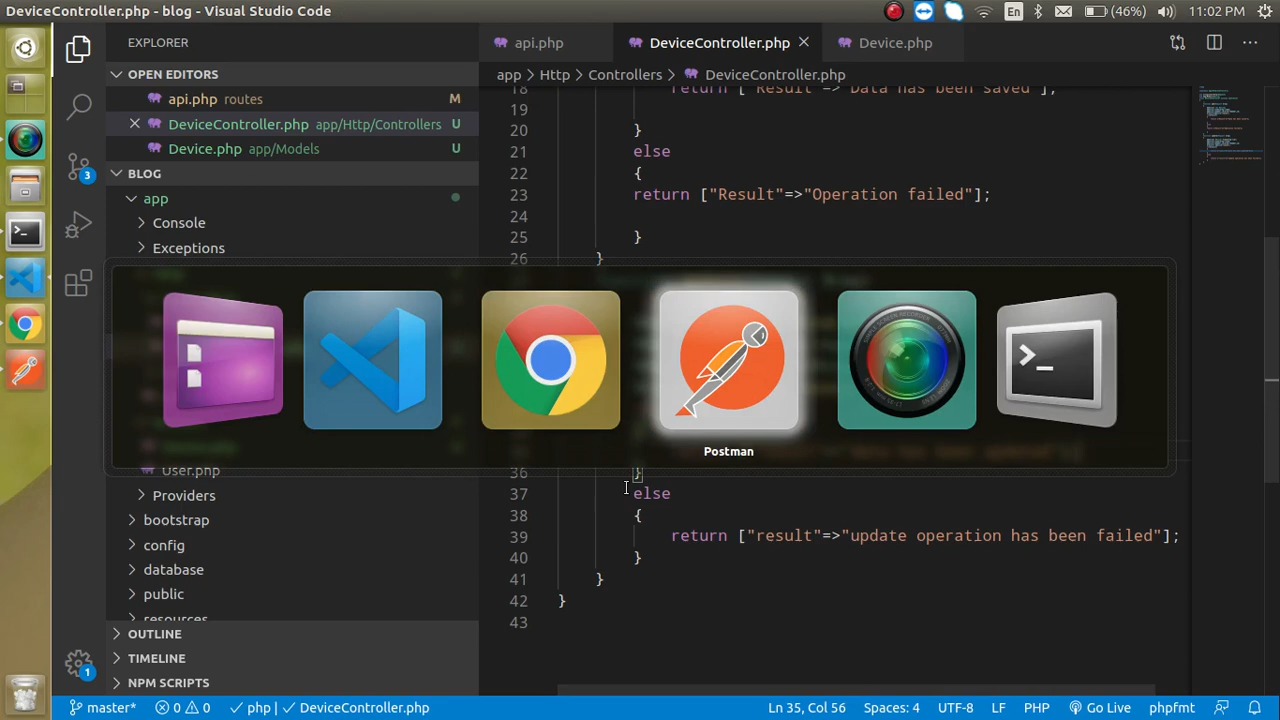 DeviceController.php - blog - Visual Studio Code
En
(46%)
11:02 PM
EXPLORER
api.php
DeviceController.php
Device.php
OPEN EDITORS
app > Http > Controllers > DeviceController.php
api.php routes M
DeviceController.php app/Http/Controllers U
Device.php app/Models U
BLOG
app
Console
Exceptions
User.php
Providers
bootstrap
config
database
public
resources
OUTLINE
TIMELINE
NPM SCRIPTS
3
1
18 return ["Result"=>"Data has been saved"];
19
20 }
21 else
22 {
23 return ["Result"=>"Operation failed"];
24
25 }
26 }
Postman
36 }
37 else
38 {
39 return ["result"=>"update operation has been failed"];
40 }
41 }
42 }
43
master* 0 0 php | DeviceController.php Ln 35, Col 56 Spaces: 4 UTF-8 LF PHP Go Live phpfmt